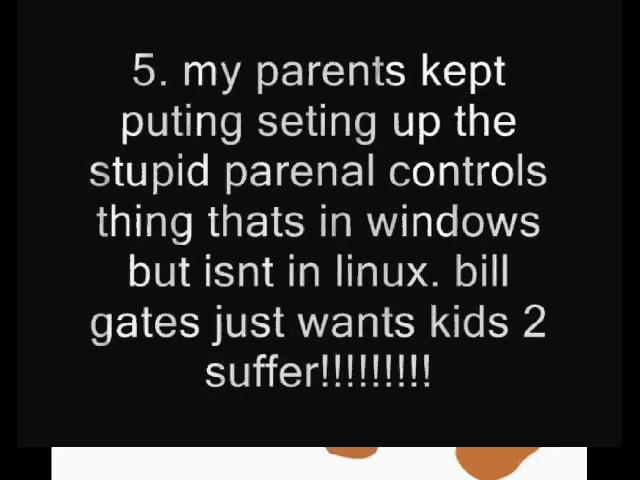 5. my parents kept
puting seting up the
stupid parenal controls
thing thats in windows
but isnt in linux. bill
gates just wants kids 2
suffer!!!!!!!!!